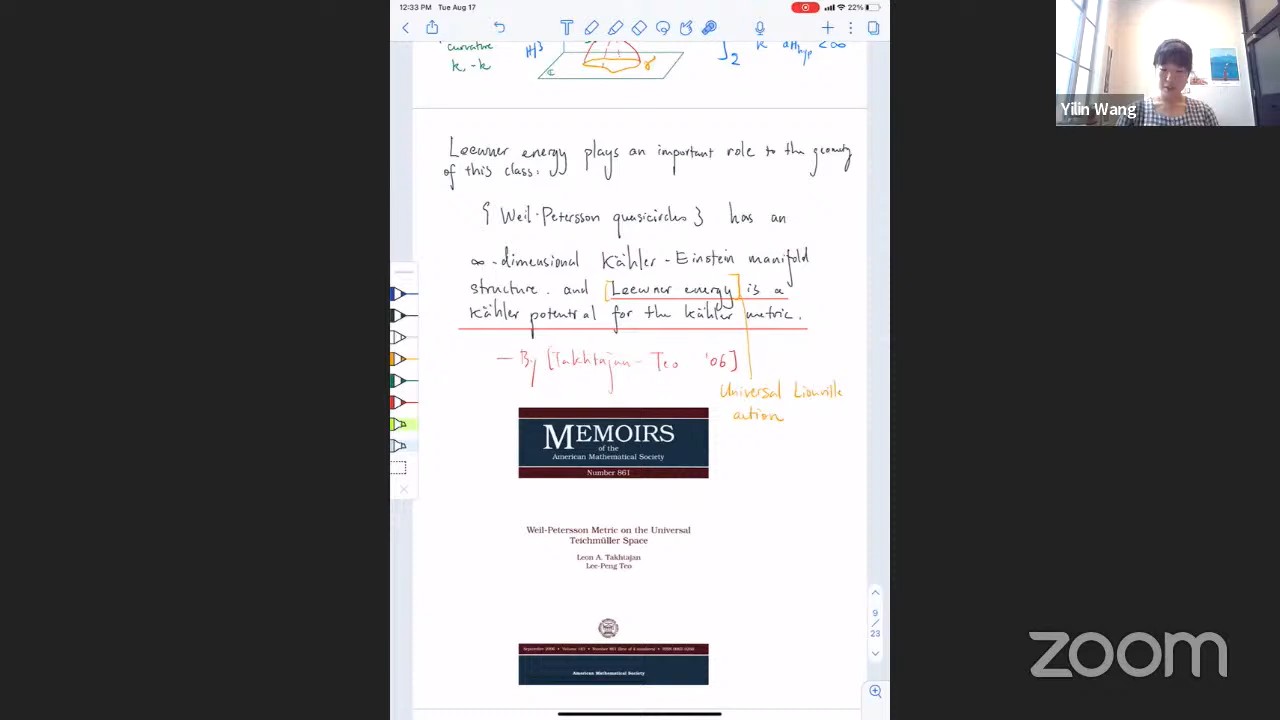 12:33 PM Tue Aug 17
22%
curvature
k, -k
H³
ℂ
γ
∫₂ k dA_hyp < ∞
Yilin Wang
Loewner energy plays an important role to the geometry
of this class:
{ Weil-Petersson quasicircles } has an
∞-dimensional Kähler-Einstein manifold
structure. and [Loewner energy] is a
Kähler potential for the Kähler metric.
— By [Takhtajan - Teo '06]
Universal Liouville
action
MEMOIRS
of the
American Mathematical Society
Number 861
Weil-Petersson Metric on the Universal
Teichmüller Space
Leon A. Takhtajan
Lee-Peng Teo
American Mathematical Society
9
/
23
zoom